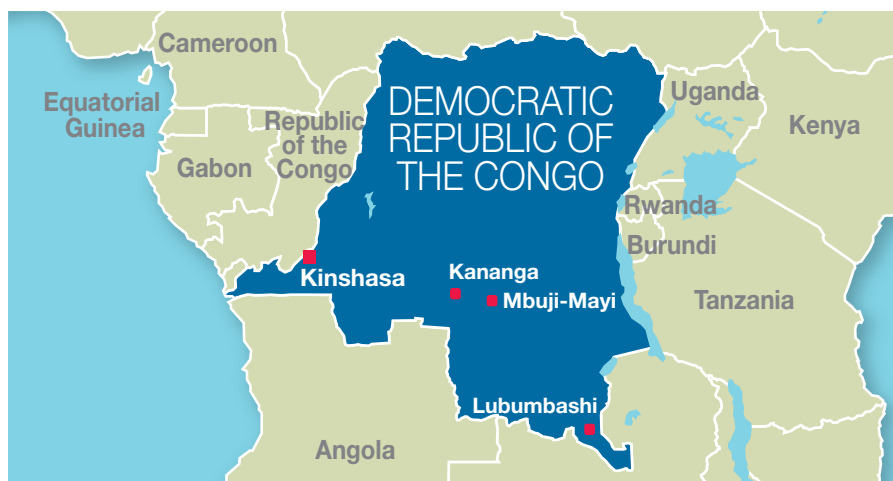 Cameroon
Equatorial
Guinea
Gabon
Republic
of the
Congo
DEMOCRATIC
REPUBLIC OF
THE CONGO
Uganda
Kenya
Rwanda
Burundi
Tanzania
Kinshasa
Kananga
Mbuji-Mayi
Lubumbashi
Angola